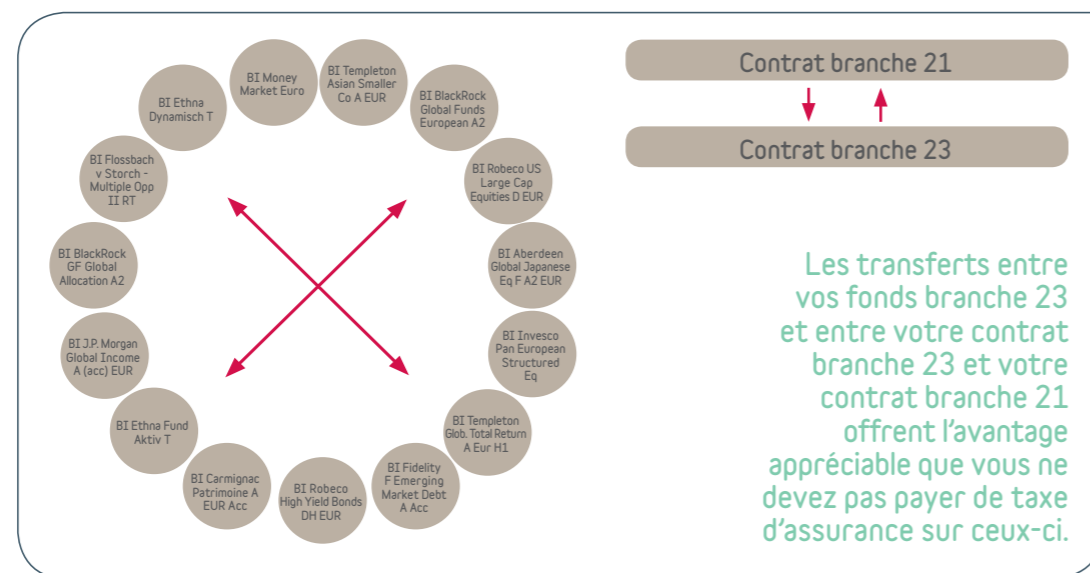 BI Money
Market Euro
BI Templeton
Asian Smaller
Co A EUR
BI BlackRock
Global Funds
European A2
BI Robeco US
Large Cap
Equities D EUR
BI Aberdeen
Global Japanese
Eq F A2 EUR
BI Invesco
Pan European
Structured
Eq
BI Templeton
Glob. Total Return
A Eur H1
BI Fidelity
F Emerging
Market Debt
A Acc
BI Robeco
High Yield Bonds
DH EUR
BI Carmignac
Patrimoine A
EUR Acc
BI Ethna Fund
Aktiv T
BI J.P. Morgan
Global Income
A (acc) EUR
BI BlackRock
GF Global
Allocation A2
BI Flossbach
v Storch -
Multiple Opp
II RT
BI Ethna
Dynamisch T
Contrat branche 21
Contrat branche 23
Les transferts entre
vos fonds branche 23
et entre votre contrat
branche 23 et votre
contrat branche 21
offrent l’avantage
appréciable que vous ne
devez pas payer de taxe
d’assurance sur ceux-ci.